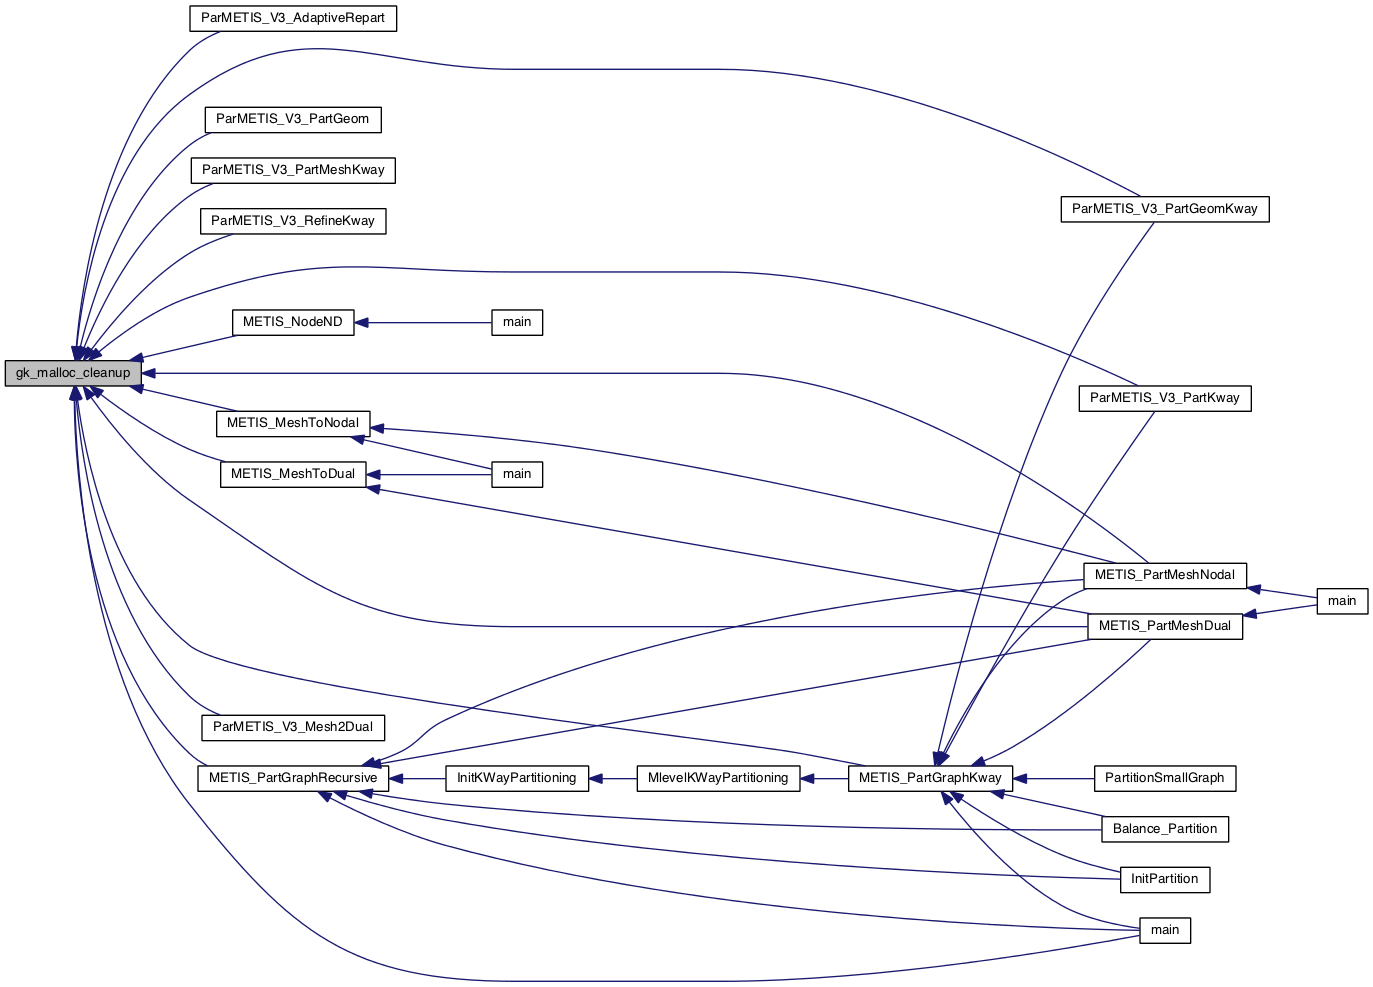 ParMETIS_V3_AdaptiveRepart
ParMETIS_V3_PartGeom
ParMETIS_V3_PartMeshKway
ParMETIS_V3_PartGeomKway
ParMETIS_V3_RefineKway
METIS_NodeND
main
gk_malloc_cleanup
ParMETIS_V3_PartKway
METIS_MeshToNodal
METIS_MeshToDual
main
METIS_PartMeshNodal
main
METIS_PartMeshDual
ParMETIS_V3_Mesh2Dual
METIS_PartGraphRecursive
InitKWayPartitioning
MlevelKWayPartitioning
METIS_PartGraphKway
PartitionSmallGraph
Balance_Partition
InitPartition
main